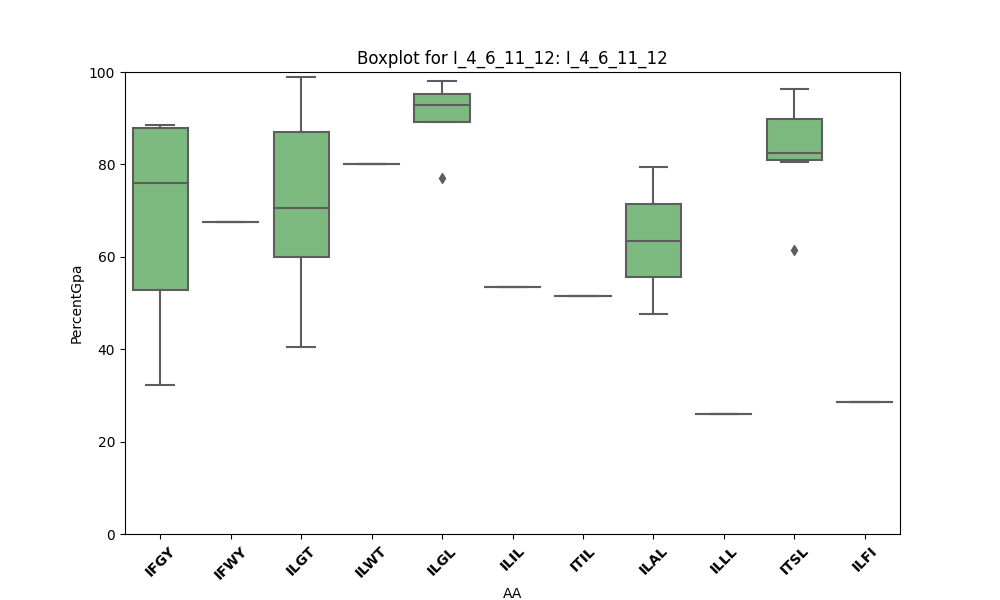 Boxplot for I_4_6_11_12: I_4_6_11_12
100
80
60
40
20
0
PercentGpa
IFGY
IFWY
ILGT
ILWT
ILGL
ILIL
ITIL
ILAL
ILLL
ITSL
ILFI
AA